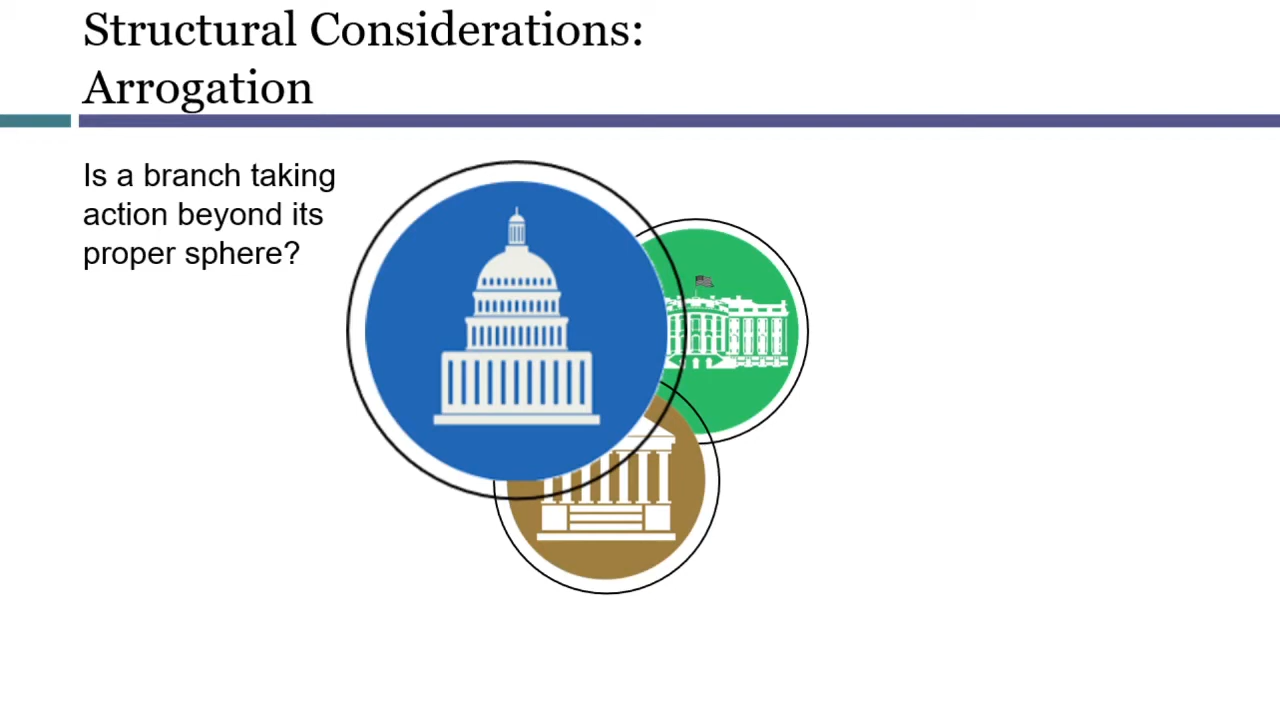 Structural Considerations:
Arrogation
Is a branch taking
action beyond its
proper sphere?